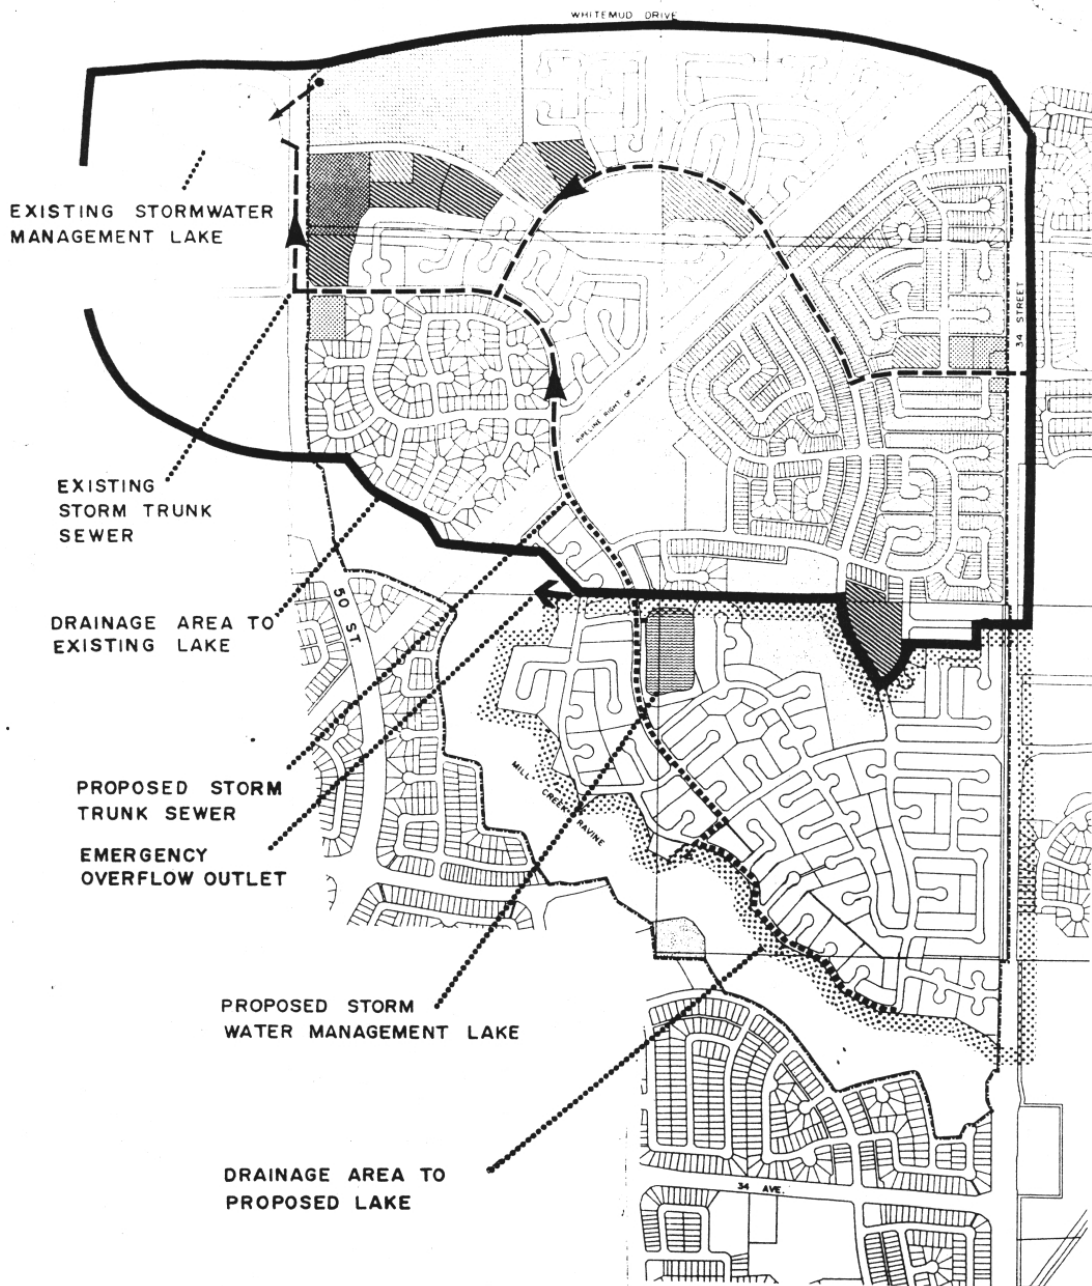 WHITEMUD DRIVE
EXISTING STORMWATER
MANAGEMENT LAKE
34 STREET
PIPELINE RIGHT OF WAY
EXISTING
STORM TRUNK
SEWER
50 ST.
DRAINAGE AREA TO
EXISTING LAKE
MILL CREEK RAVINE
PROPOSED STORM
TRUNK SEWER
EMERGENCY
OVERFLOW OUTLET
PROPOSED STORM
WATER MANAGEMENT LAKE
DRAINAGE AREA TO
PROPOSED LAKE
34 AVE.